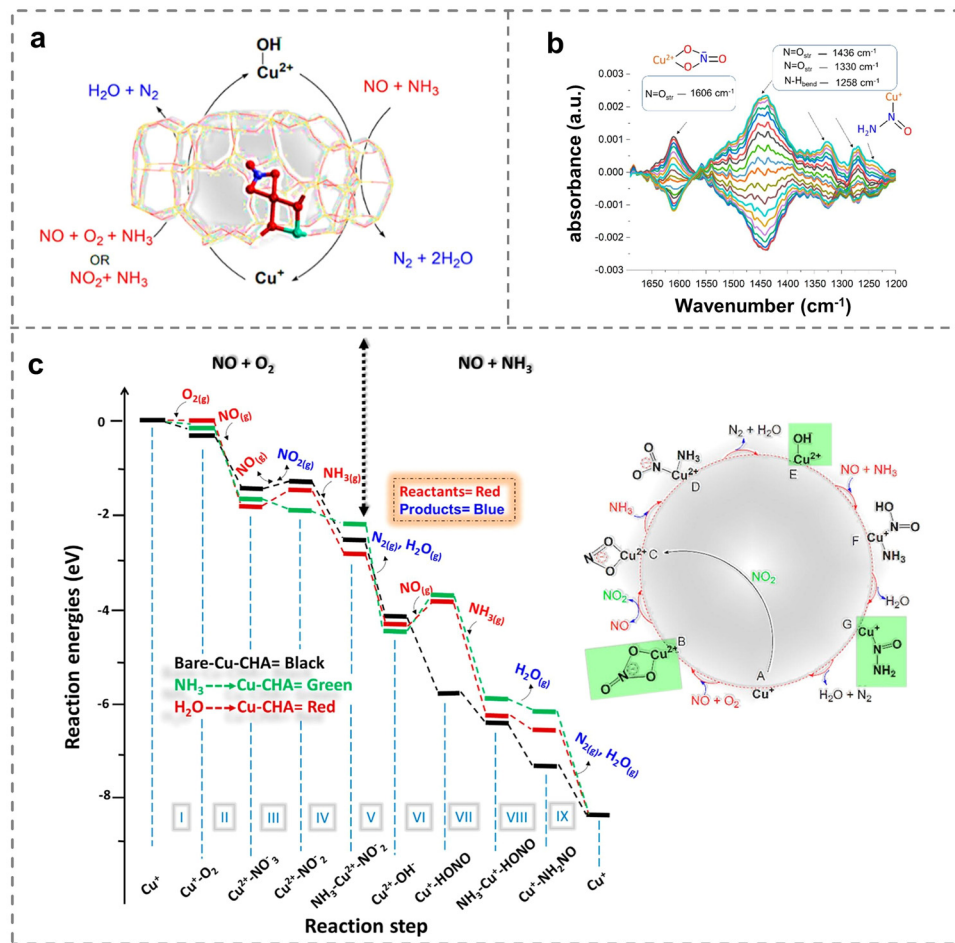 a
OH⁻
Cu²⁺
H₂O + N₂
NO + NH₃
NO + O₂ + NH₃
OR
NO₂+ NH₃
N₂ + 2H₂O
Cu⁺
b
Cu²⁺
O
O
N=O
N=Ostr — 1606 cm⁻¹
N=Ostr — 1436 cm⁻¹
N=Ostr — 1330 cm⁻¹
N-Hbend — 1258 cm⁻¹
Cu⁺
H₂N
N
O
absorbance (a.u.)
0.003
0.002
0.001
0.000
-0.001
-0.002
-0.003
1650 1600 1550 1500 1450 1400 1350 1300 1250 1200
Wavenumber (cm⁻¹)
c
NO + O₂
NO + NH₃
O₂(g)
NO(g)
NO(g)
NO₂(g)
NH₃(g)
Reactants= Red
Products= Blue
N₂(g), H₂O(g)
NO(g)
NH₃(g)
H₂O(g)
N₂(g), H₂O(g)
Reaction energies (eV)
0
-2
-4
-6
-8
Bare-Cu-CHA= Black
NH₃ Cu-CHA= Green
H₂O Cu-CHA= Red
I II III IV V VI VII VIII IX
Cu⁺
Cu⁺-O₂
Cu²⁺-NO⁻₃
Cu²⁺-NO⁻₂
NH₃-Cu²⁺-NO⁻₂
Cu²⁺-OH⁻
Cu⁺-HONO
NH₃-Cu⁺-HONO
Cu⁺-NH₂NO
Cu⁺
Reaction step
N₂ + H₂O
OH⁻
Cu²⁺
E
NO + NH₃
HO
N
O
Cu⁺
NH₃
F
H₂O
G
Cu⁺
N
O
NH₂
H₂O + N₂
A
Cu⁺
NO + O₂
B
Cu²⁺
O
O
N
O
NO
NO₂
O
N
O
Cu²⁺ C
NH₃
O
N
O
NH₃
Cu²⁺
D
NO₂